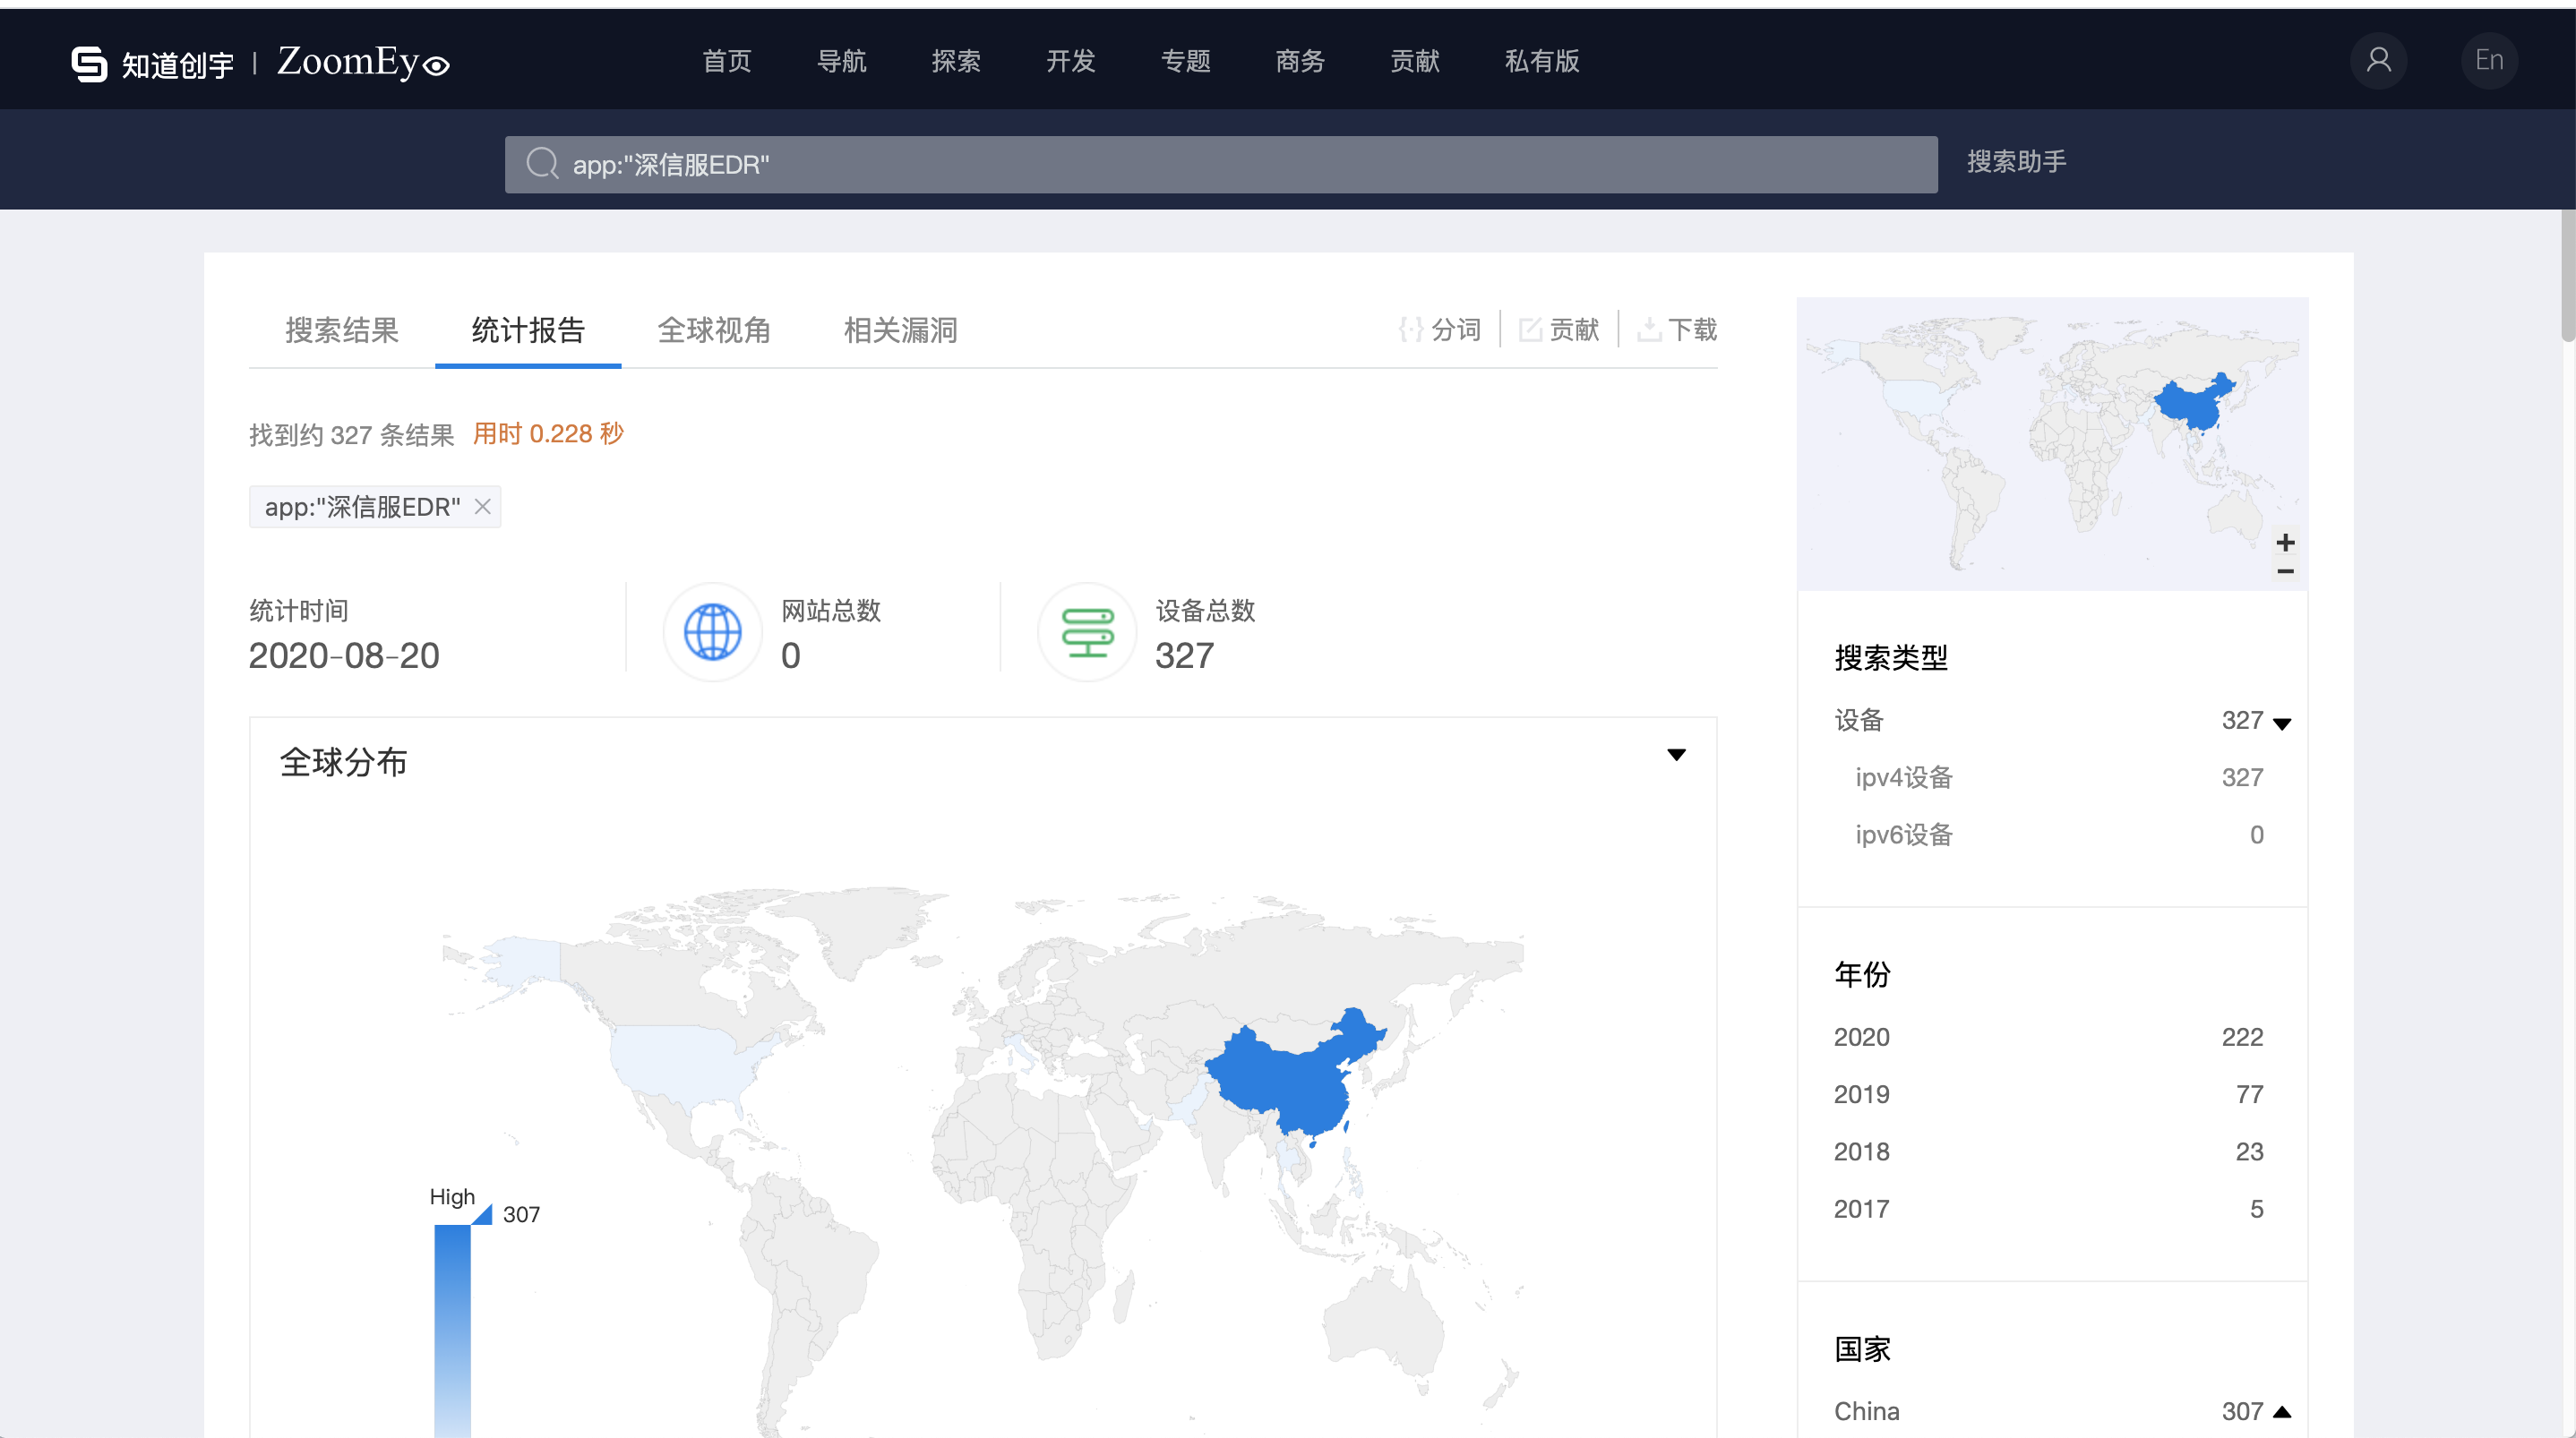 知道创宇 | ZoomEye
首页 导航 探索 开发 专题 商务 贡献 私有版
En
app:"深信服EDR"
搜索助手
搜索结果 统计报告 全球视角 相关漏洞
分词 贡献 下载
找到约 327 条结果 用时 0.228 秒
app:"深信服EDR"
统计时间
2020-08-20
网站总数
0
设备总数
327
全球分布
High
307
+
−
搜索类型
设备 327
ipv4设备 327
ipv6设备 0
年份
2020 222
2019 77
2018 23
2017 5
国家
China 307